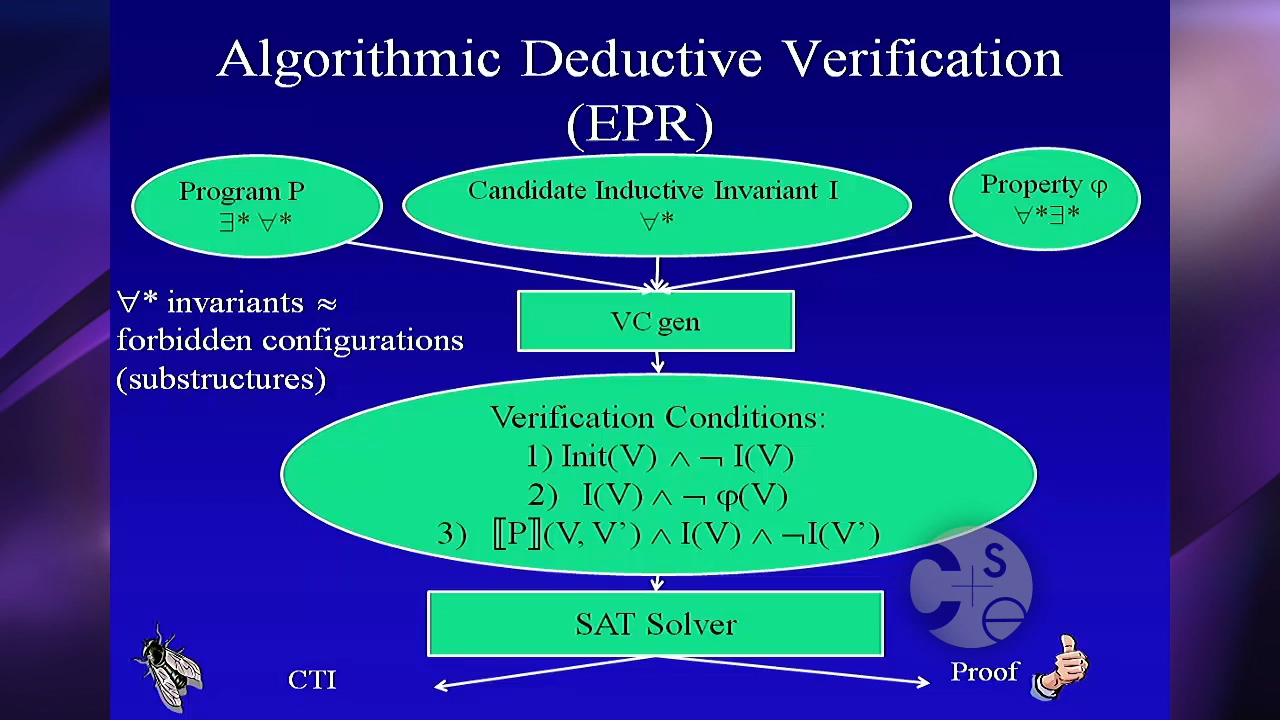 Algorithmic Deductive Verification
(EPR)
Program P
∃* ∀*
Candidate Inductive Invariant I
∀*
Property φ
∀*∃*
∀* invariants ≈
forbidden configurations
(substructures)
VC gen
Verification Conditions:
1) Init(V) ∧ ¬ I(V)
2) I(V) ∧ ¬ φ(V)
3) ⟦P⟧(V, V’) ∧ I(V) ∧ ¬I(V’)
SAT Solver
CTI
Proof
C+se